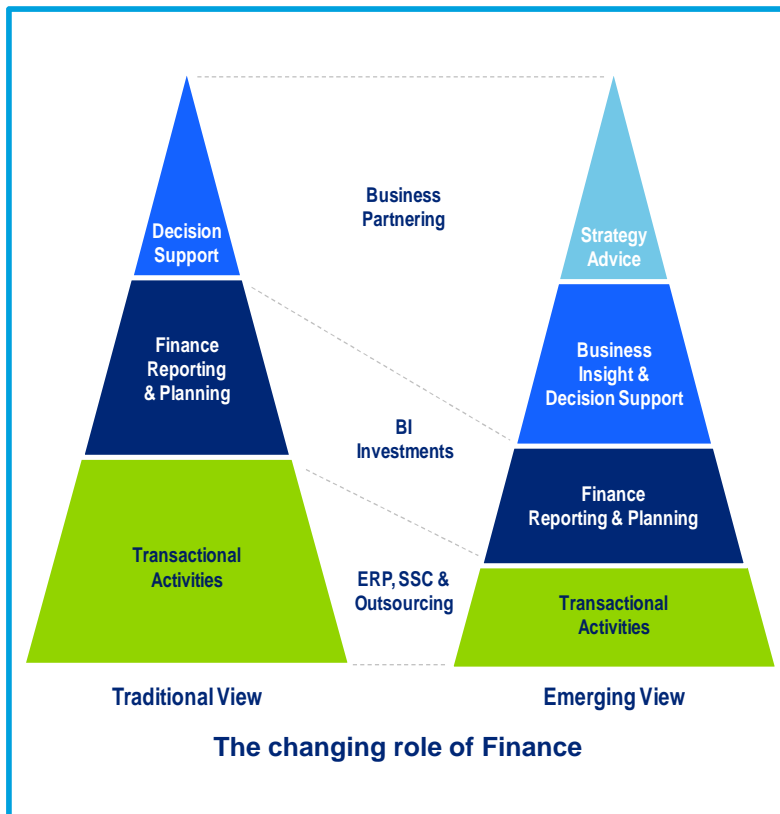 Decision
Support
Finance
Reporting
& Planning
Transactional
Activities
Traditional View
Business
Partnering
BI
Investments
ERP, SSC &
Outsourcing
Strategy
Advice
Business
Insight &
Decision Support
Finance
Reporting & Planning
Transactional
Activities
Emerging View
The changing role of Finance